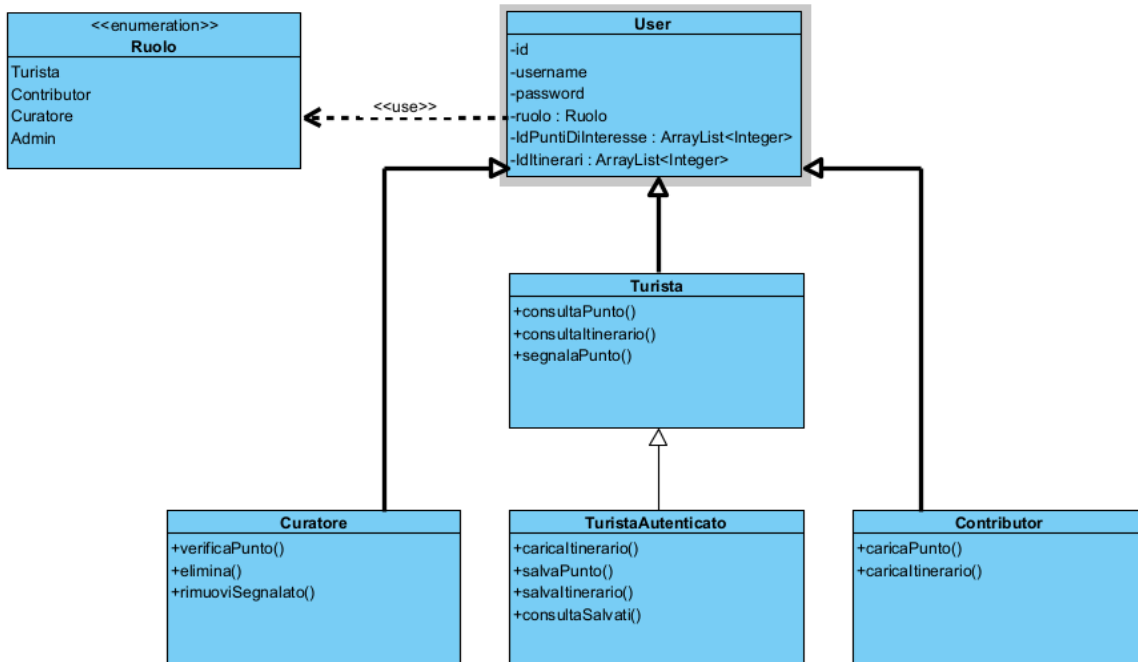 <<enumeration>>
Ruolo
Turista
Contributor
Curatore
Admin
<<use>>
User
-id
-username
-password
-ruolo : Ruolo
-IdPuntiDiInteresse : ArrayList<Integer>
-IdItinerari : ArrayList<Integer>
Turista
+consultaPunto()
+consultaItinerario()
+segnalaPunto()
Curatore
+verificaPunto()
+elimina()
+rimuoviSegnalato()
TuristaAutenticato
+caricaItinerario()
+salvaPunto()
+salvaItinerario()
+consultaSalvati()
Contributor
+caricaPunto()
+caricaItinerario()